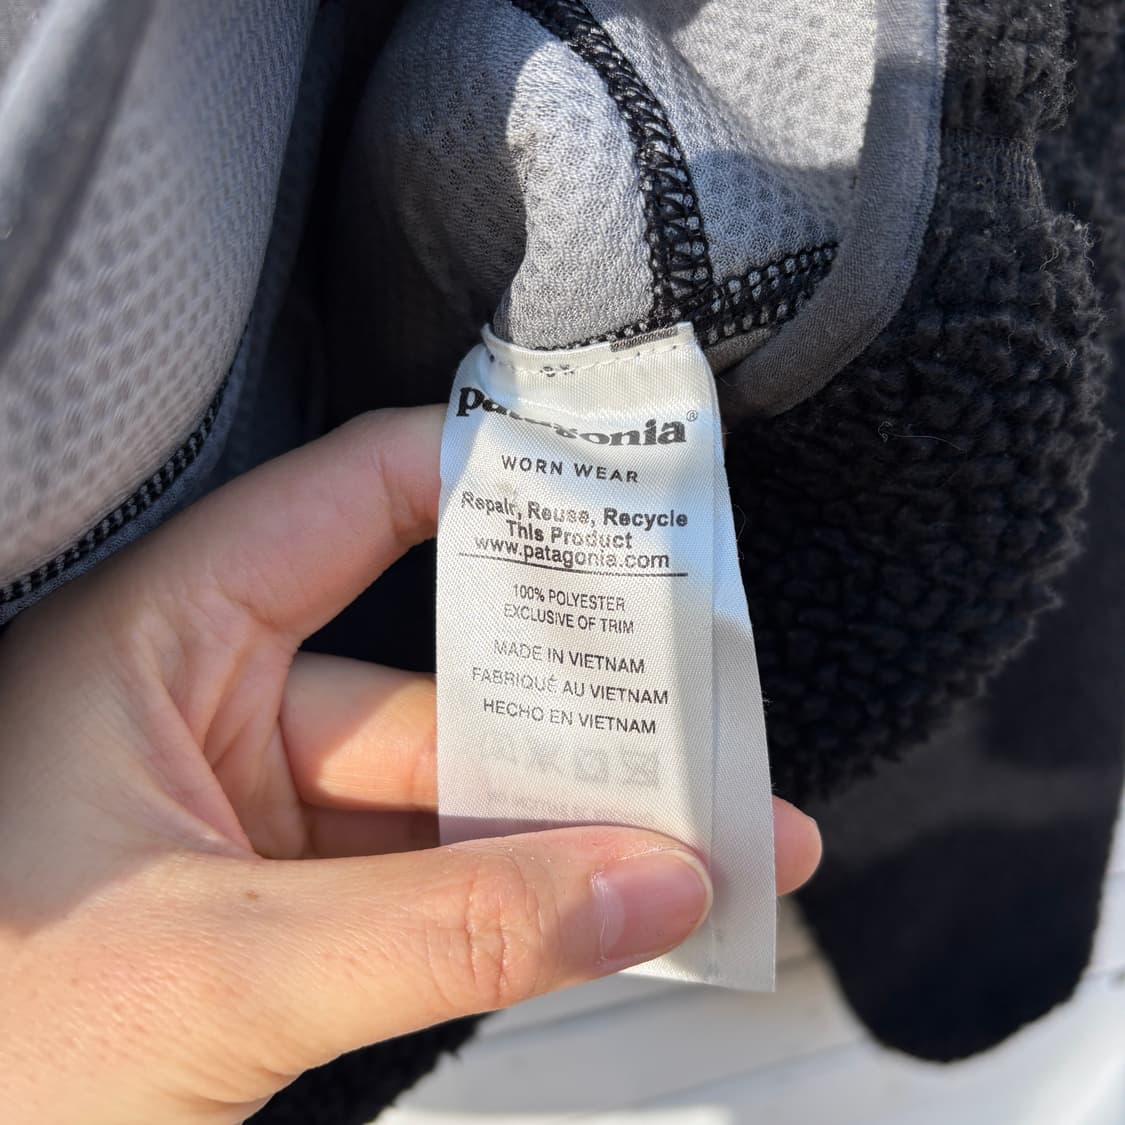 patagonia®
WORN WEAR
Repair, Reuse, Recycle
This Product
www.patagonia.com
100% POLYESTER
EXCLUSIVE OF TRIM
MADE IN VIETNAM
FABRIQUÉ AU VIETNAM
HECHO EN VIETNAM